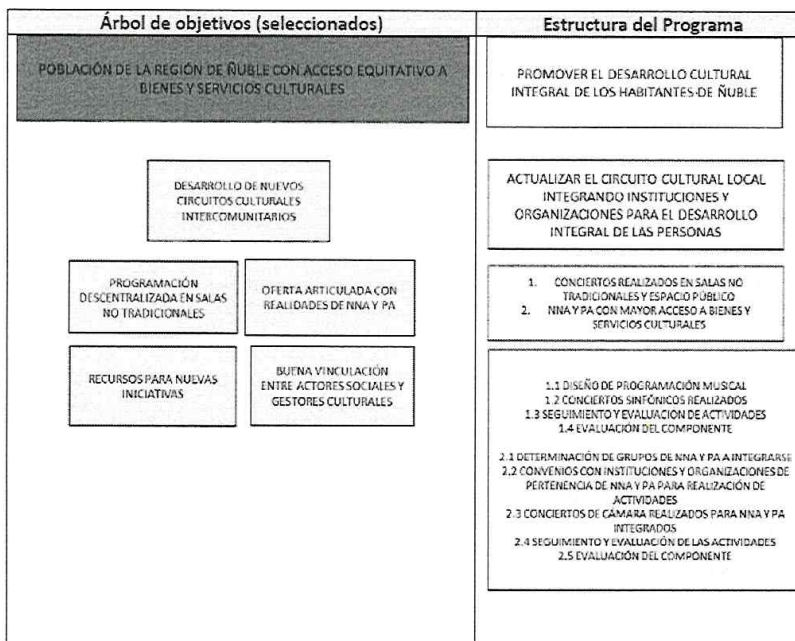 Árbol de objetivos (seleccionados)
POBLACIÓN DE LA REGIÓN DE ÑUBLE CON ACCESO EQUITATIVO A
BIENES Y SERVICIOS CULTURALES
DESARROLLO DE NUEVOS
CIRCUITOS CULTURALES
INTERCOMUNITARIOS
PROGRAMACIÓN
DESCENTRALIZADA EN SALAS
NO TRADICIONALES
OFERTA ARTICULADA CON
REALIDADES DE NNA Y PA
RECURSOS PARA NUEVAS
INICIATIVAS
BUENA VINCULACIÓN
ENTRE ACTORES SOCIALES Y
GESTORES CULTURALES
Estructura del Programa
PROMOVER EL DESARROLLO CULTURAL
INTEGRAL DE LOS HABITANTES DE ÑUBLE
ACTUALIZAR EL CIRCUITO CULTURAL LOCAL
INTEGRANDO INSTITUCIONES Y
ORGANIZACIONES PARA EL DESARROLLO
INTEGRAL DE LAS PERSONAS
1. CONCIERTOS REALIZADOS EN SALAS NO
TRADICIONALES Y ESPACIO PÚBLICO
2. NNA Y PA CON MAYOR ACCESO A BIENES Y
SERVICIOS CULTURALES
1.1 DISEÑO DE PROGRAMACIÓN MUSICAL
1.2 CONCIERTOS SINFÓNICOS REALIZADOS
1.3 SEGUIMIENTO Y EVALUACIÓN DE ACTIVIDADES
1.4 EVALUACIÓN DEL COMPONENTE
2.1 DETERMINACIÓN DE GRUPOS DE NNA Y PA A INTEGRARSE
2.2 CONVENIOS CON INSTITUCIONES Y ORGANIZACIONES DE
PERTENENCIA DE NNA Y PA PARA REALIZACIÓN DE
ACTIVIDADES
2.3 CONCIERTOS DE CÁMARA REALIZADOS PARA NNA Y PA
INTEGRADOS
2.4 SEGUIMIENTO Y EVALUACIÓN DE LAS ACTIVIDADES
2.5 EVALUACIÓN DEL COMPONENTE